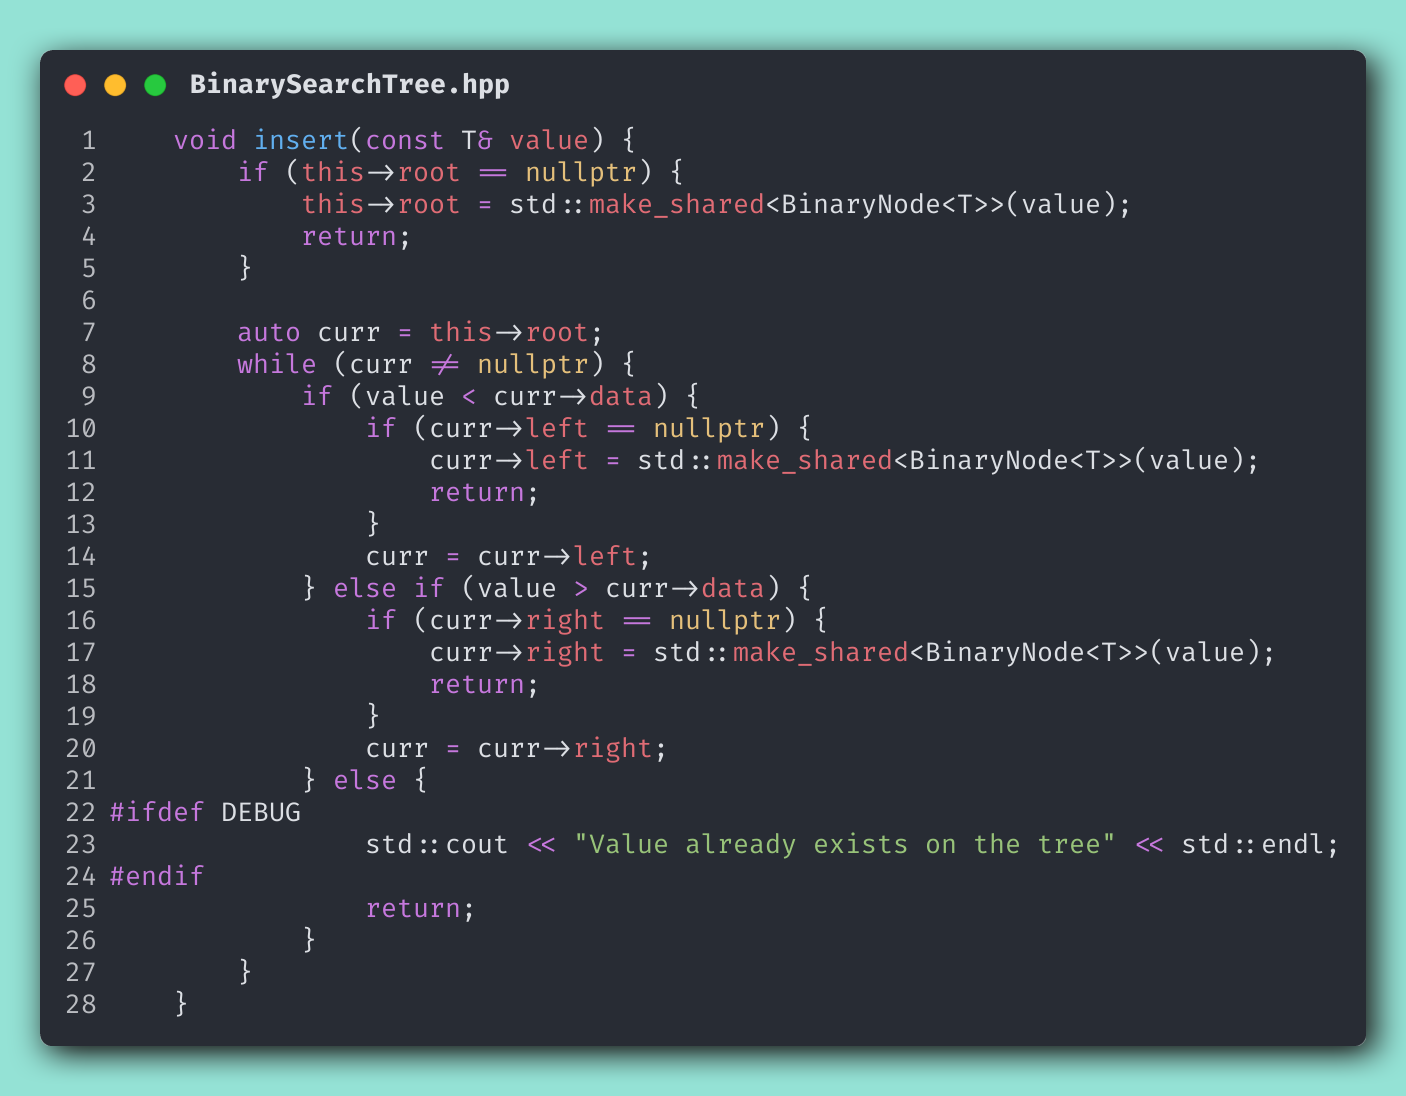 BinarySearchTree.hpp
1    void insert(const T& value) {
2        if (this->root == nullptr) {
3            this->root = std::make_shared<BinaryNode<T>>(value);
4            return;
5        }
6
7        auto curr = this->root;
8        while (curr != nullptr) {
9            if (value < curr->data) {
10                if (curr->left == nullptr) {
11                    curr->left = std::make_shared<BinaryNode<T>>(value);
12                    return;
13                }
14                curr = curr->left;
15            } else if (value > curr->data) {
16                if (curr->right == nullptr) {
17                    curr->right = std::make_shared<BinaryNode<T>>(value);
18                    return;
19                }
20                curr = curr->right;
21            } else {
22 #ifdef DEBUG
23                std::cout << "Value already exists on the tree" << std::endl;
24 #endif
25                return;
26            }
27        }
28    }